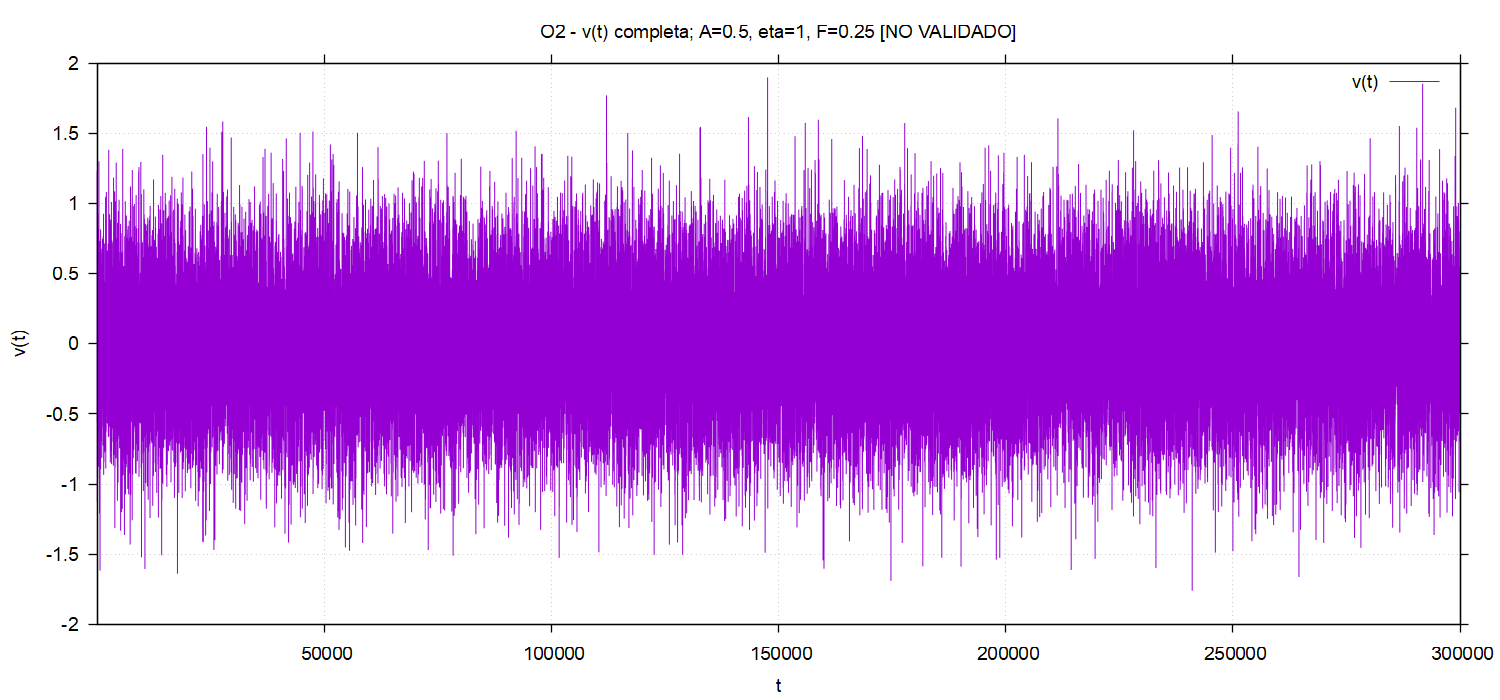 O2 - v(t) completa; A=0.5, eta=1, F=0.25 [NO VALIDADO]
v(t)
2
1.5
1
0.5
0
-0.5
-1
-1.5
-2
v(t)
50000 100000 150000 200000 250000 300000
t